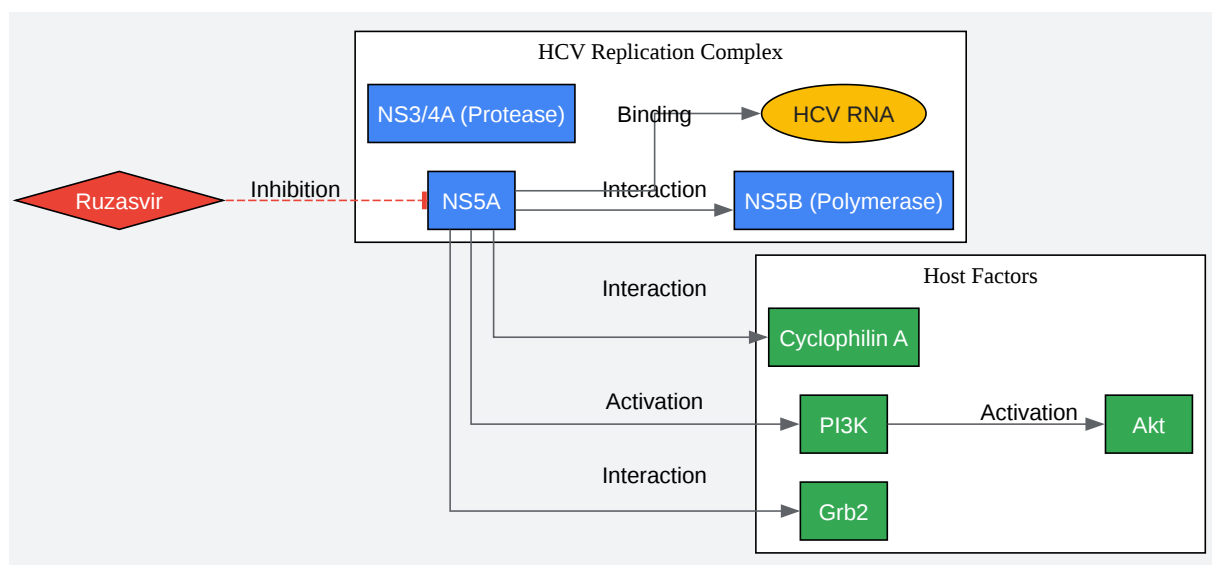 HCV Replication Complex
NS3/4A (Protease)
Binding
HCV RNA
Ruzasvir
Inhibition
NS5A
Interaction
NS5B (Polymerase)
Host Factors
Interaction
Cyclophilin A
Activation
PI3K
Activation
Akt
Interaction
Grb2